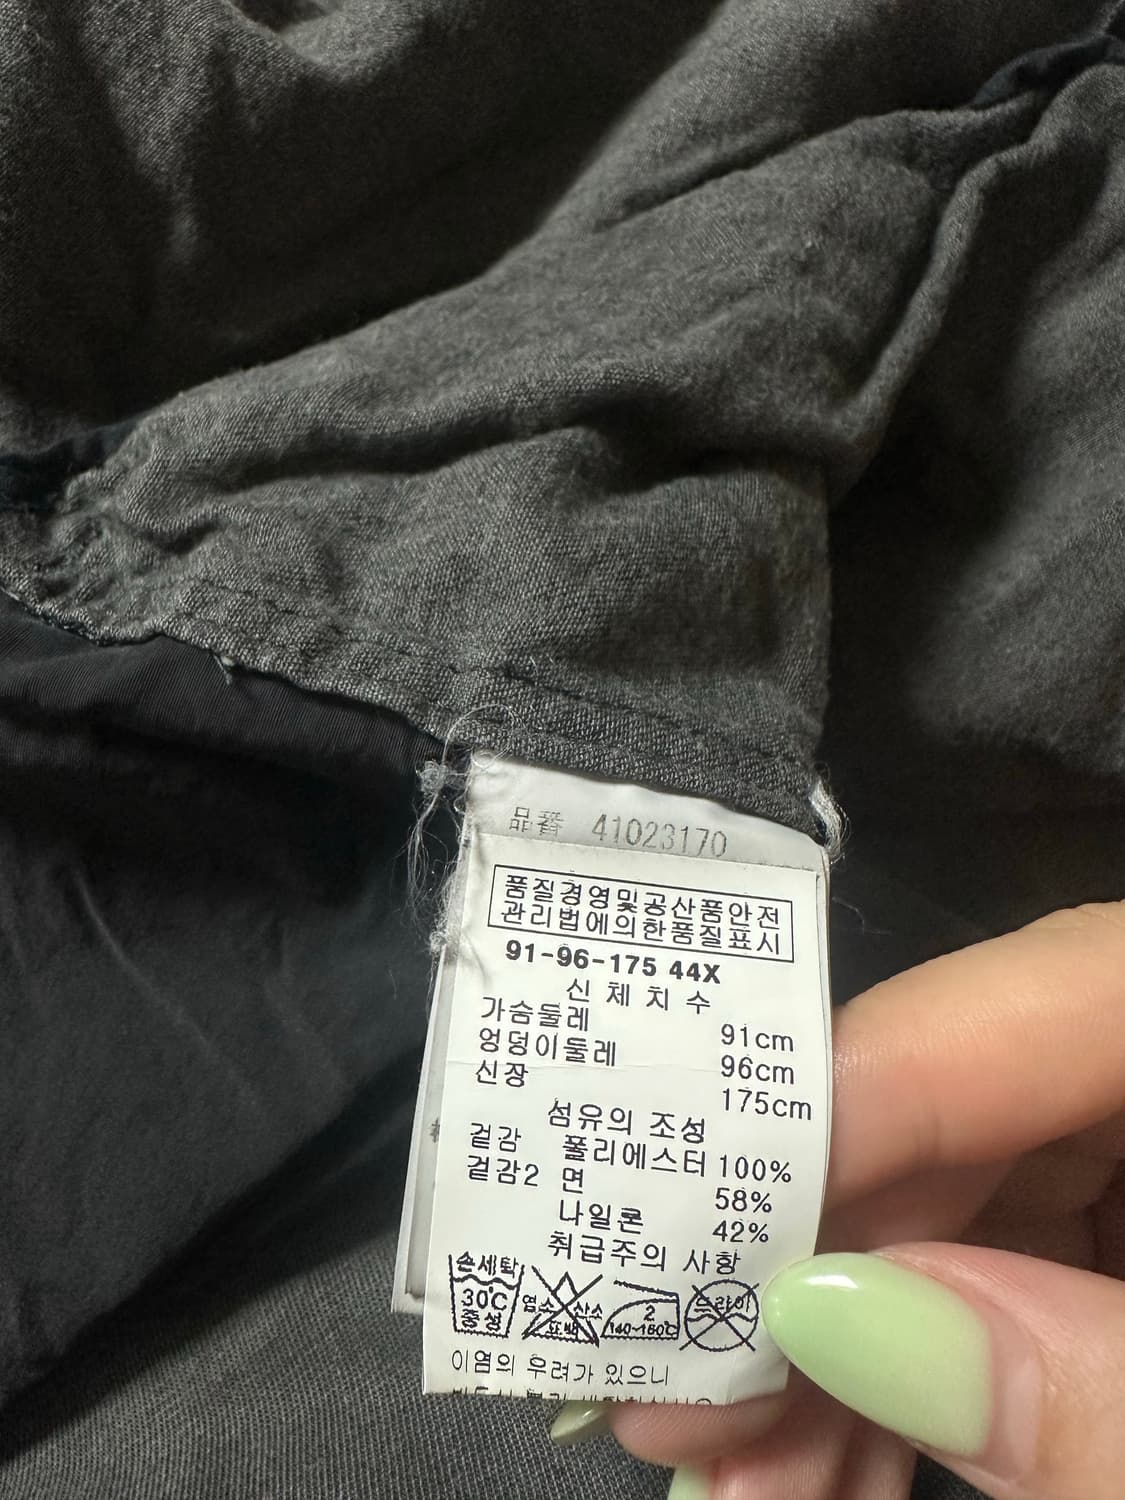 品番 41023170
품질경영및공산품안전
관리법에의한품질표시
91-96-175 44X
신 체 치 수
가슴둘레 91cm
엉덩이둘레 96cm
신장 175cm
섬유의 조성
겉감 폴리에스터 100%
겉감2 면 58%
나일론 42%
취급주의 사항
손세탁 30℃ 중성
염소 산소 표백
2 140~160℃
드라이
이염의 우려가 있으니